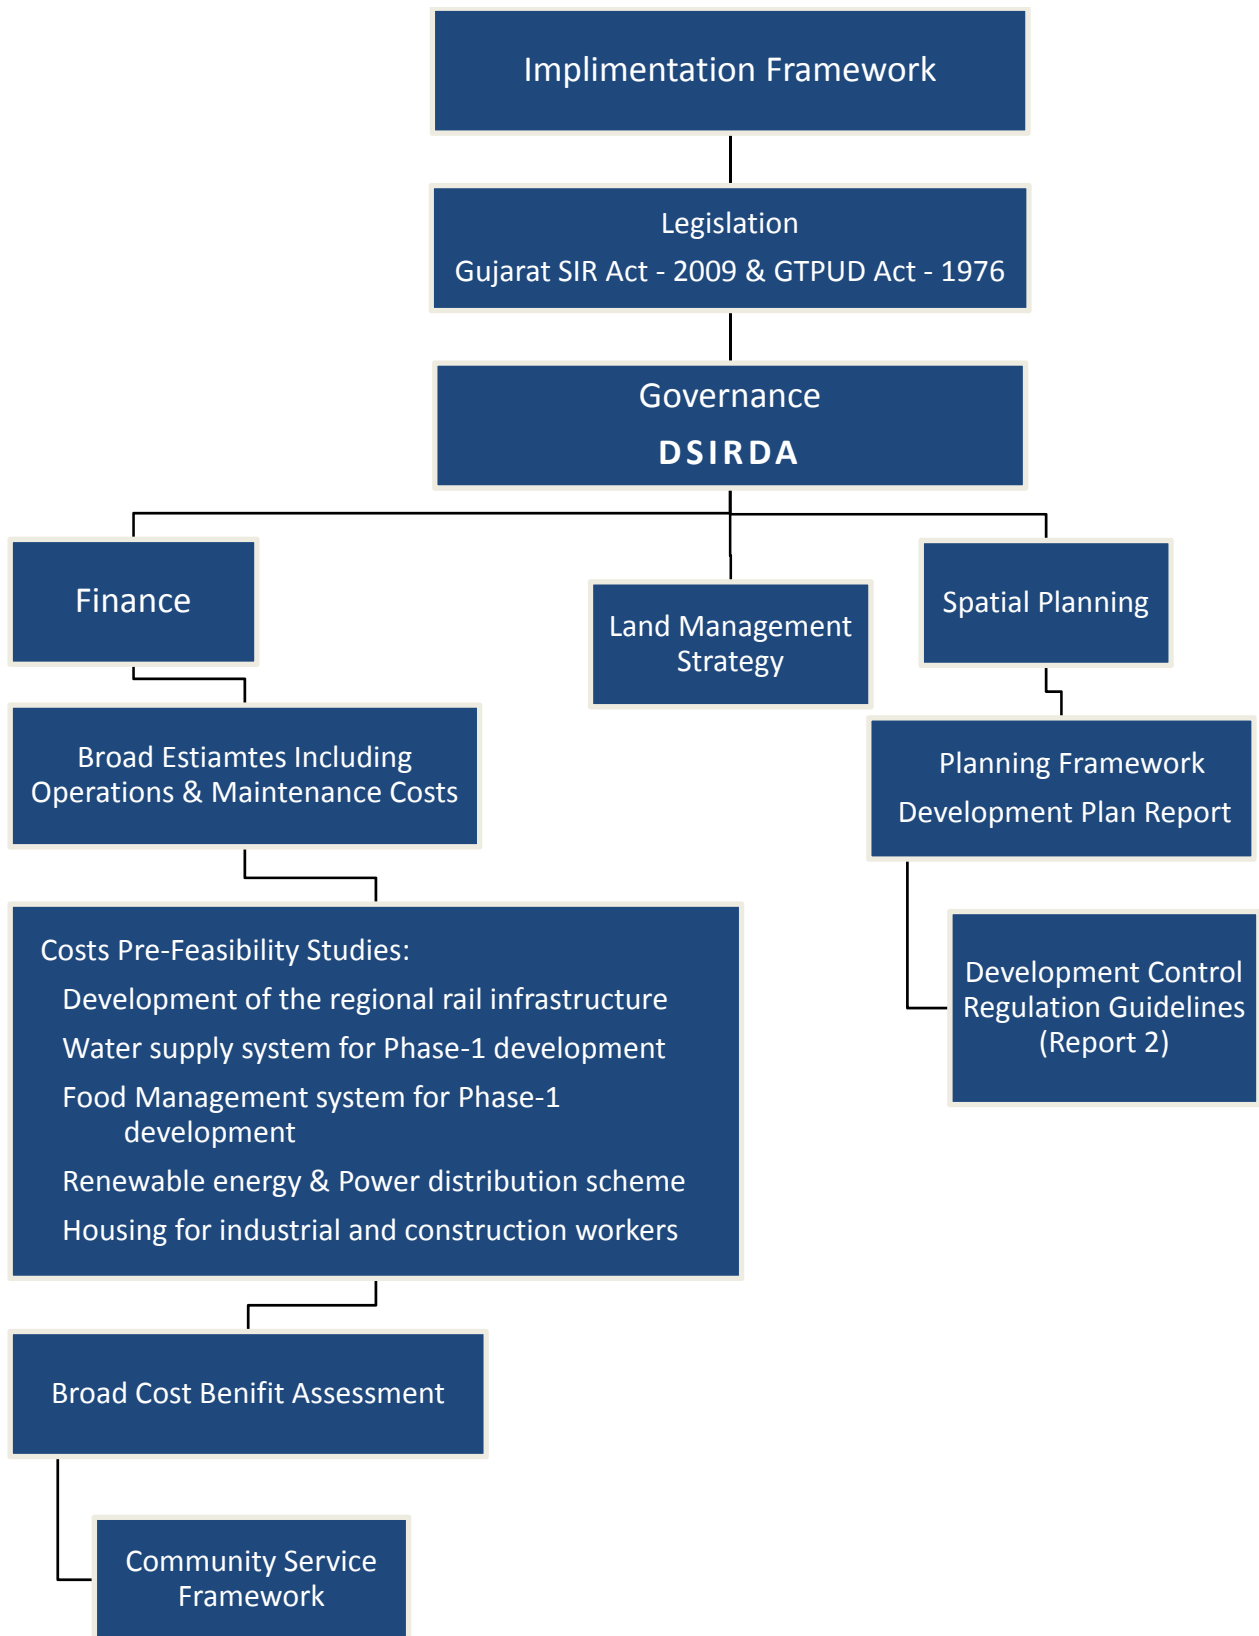 Implimentation Framework
Legislation
Gujarat SIR Act - 2009 & GTPUD Act - 1976
Governance
DSIRDA
Finance
Land Management
Strategy
Spatial Planning
Broad Estiamtes Including
Operations & Maintenance Costs
Planning Framework
Development Plan Report
Costs Pre-Feasibility Studies:
Development of the regional rail infrastructure
Water supply system for Phase-1 development
Food Management system for Phase-1
development
Renewable energy & Power distribution scheme
Housing for industrial and construction workers
Development Control
Regulation Guidelines
(Report 2)
Broad Cost Benifit Assessment
Community Service
Framework